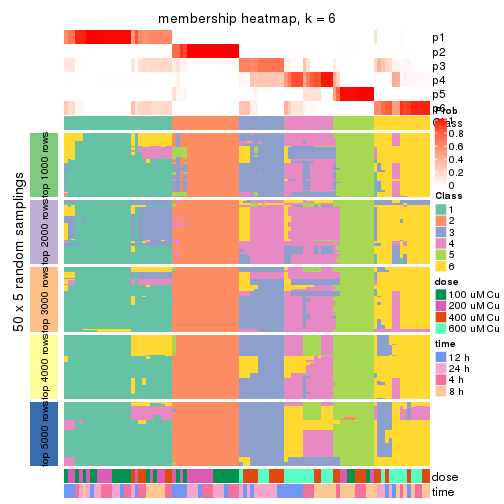 membership heatmap, k = 6
p1
p2
p3
p4
p5
p6
Prob
Class
0.8
0.6
0.4
0.2
0
Class
1
2
3
4
5
6
dose
100 uM Cu
200 uM Cu
400 uM Cu
600 uM Cu
time
12 h
24 h
4 h
8 h
50 x 5 random samplings
top 1000 rows
top 2000 rows
top 3000 rows
top 4000 rows
top 5000 rows
dose
time